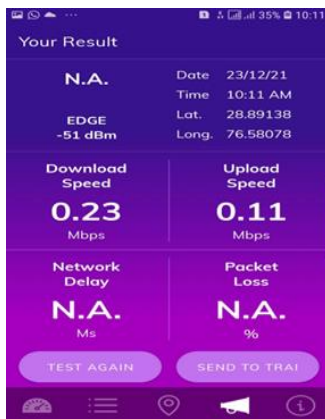 35% 10:11
Your Result
N.A.
EDGE
-51 dBm
Date 23/12/21
Time 10:11 AM
Lat. 28.89138
Long. 76.58078
Download
Speed
0.23
Mbps
Upload
Speed
0.11
Mbps
Network
Delay
N.A.
Ms
Packet
Loss
N.A.
%
TEST AGAIN
SEND TO TRAI